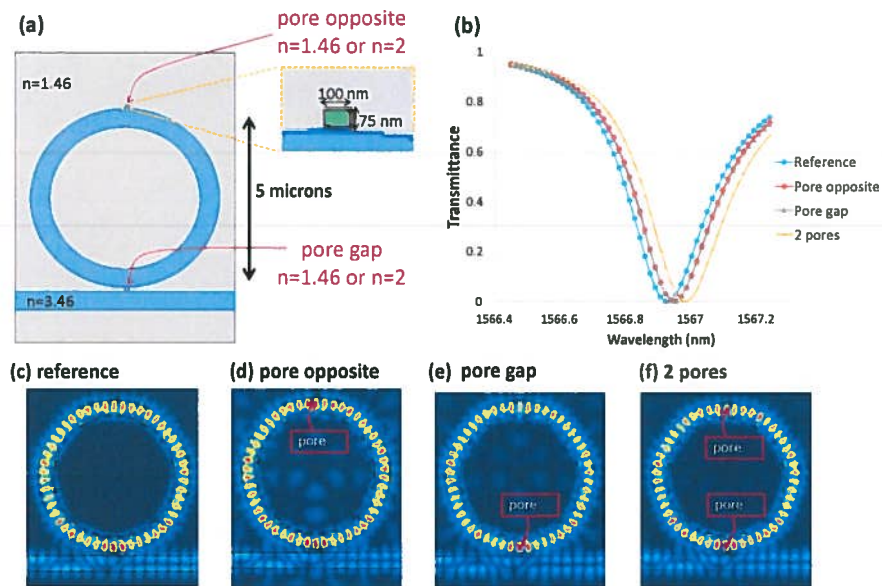 (a)
pore opposite
n=1.46 or n=2
n=1.46
100 nm
75 nm
5 microns
pore gap
n=1.46 or n=2
n=3.46
(b)
Transmittance
1
0.8
0.6
0.4
0.2
0
1566.4
1566.6
1566.8
1567
1567.2
Wavelength (nm)
Reference
Pore opposite
Pore gap
2 pores
(c) reference
(d) pore opposite
(e) pore gap
(f) 2 pores
pore
pore
pore
pore